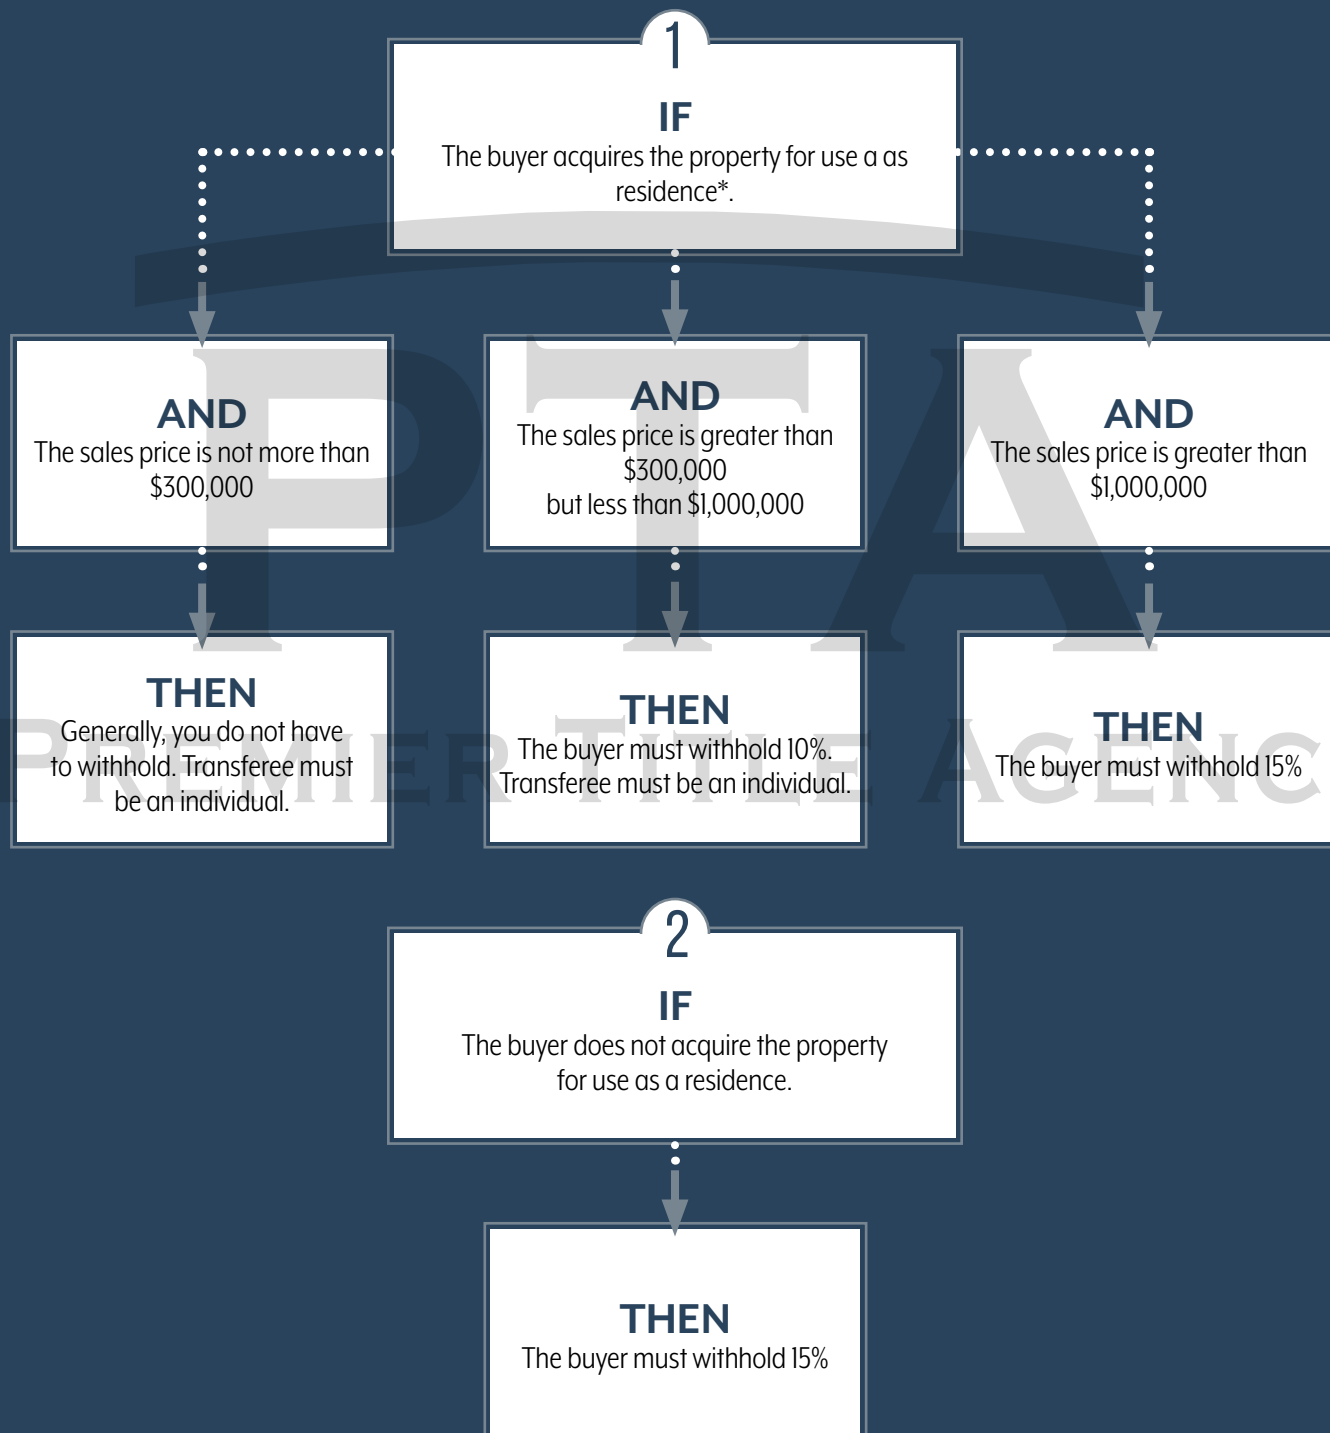 1
IF
The buyer acquires the property for use a as
residence*.
AND
The sales price is not more than
$300,000
AND
The sales price is greater than
$300,000
but less than $1,000,000
AND
The sales price is greater than
$1,000,000
THEN
Generally, you do not have
to withhold. Transferee must
be an individual.
THEN
The buyer must withhold 10%.
Transferee must be an individual.
THEN
The buyer must withhold 15%
PTA
PREMIER TITLE AGENC
2
IF
The buyer does not acquire the property
for use as a residence.
THEN
The buyer must withhold 15%